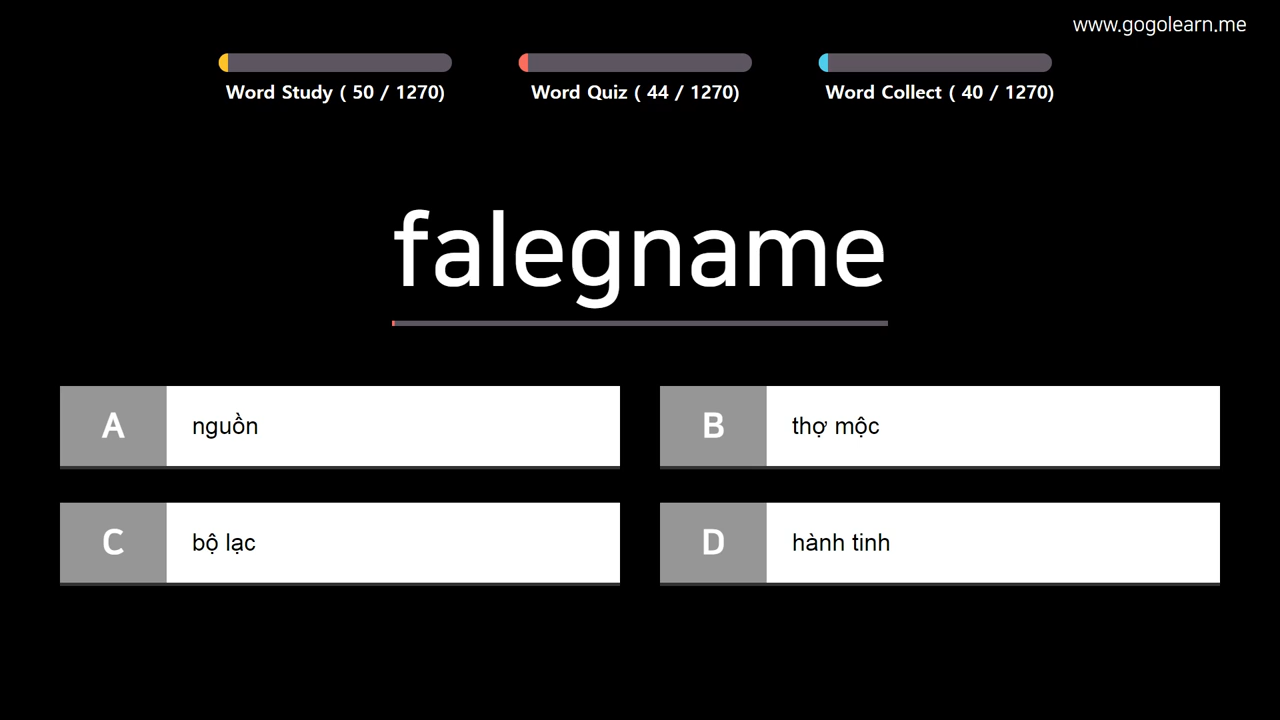 www.gogolearn.me
Word Study ( 50 / 1270)
Word Quiz ( 44 / 1270)
Word Collect ( 40 / 1270)
falegname
A nguồn
B thợ mộc
C bộ lạc
D hành tinh